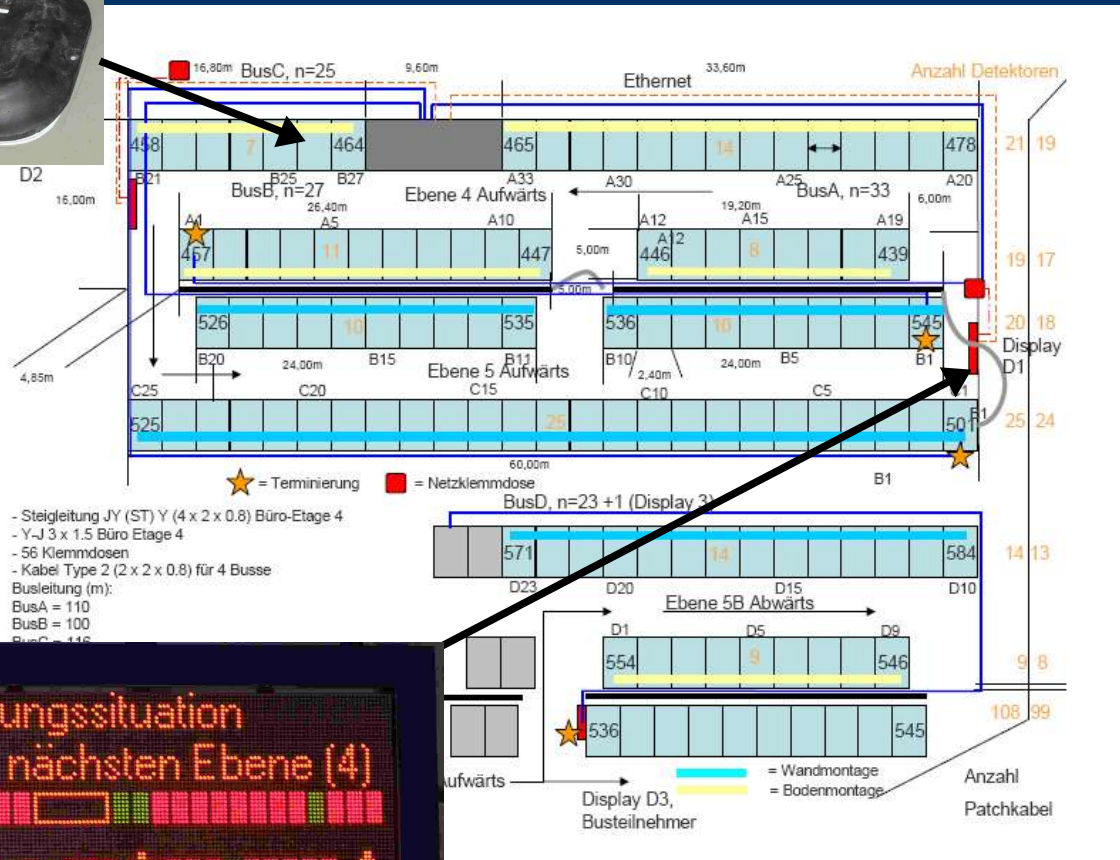 16,80m BusC, n=25 9,60m Ethernet 33,60m Anzahl Detektoren
458 7 464 465 14 478 21 19
D2 B21 B25 B27 A33 A30 A25 A20
BusB, n=27 Ebene 4 Aufwärts BusA, n=33
16,00m 26,40m 19,20m 6,00m
A1 A5 A10 A12 A15 A19
A12
457 11 447 5,00m 446 8 439 19 17
5,00m
526 10 535 536 10 545 20 18
Display
D1
B20 24,00m B15 B11 B10 2,40m 24,00m B5 B1
4,85m Ebene 5 Aufwärts
C25 C20 C15 C10 C5 C1
B1
525 25 501 25 24
60,00m
= Terminierung = Netzklemmdose B1
BusD, n=23 +1 (Display 3)
- Steigleitung JY (ST) Y (4 x 2 x 0.8) Büro-Etage 4
- Y-J 3 x 1.5 Büro Etage 4
- 56 Klemmdosen
- Kabel Type 2 (2 x 2 x 0.8) für 4 Busse
Busleitung (m):
BusA = 110
BusB = 100
BusC = 116
571 14 584 14 13
D23 D20 D15 D10
Ebene 5B Abwärts
D1 D5 D9
554 9 546 9 8
108 99
536 545
ungssituation
nächsten Ebene (4)
ufwärts
= Wandmontage
= Bodenmontage
Display D3,
Busteilnehmer
Anzahl
Patchkabel